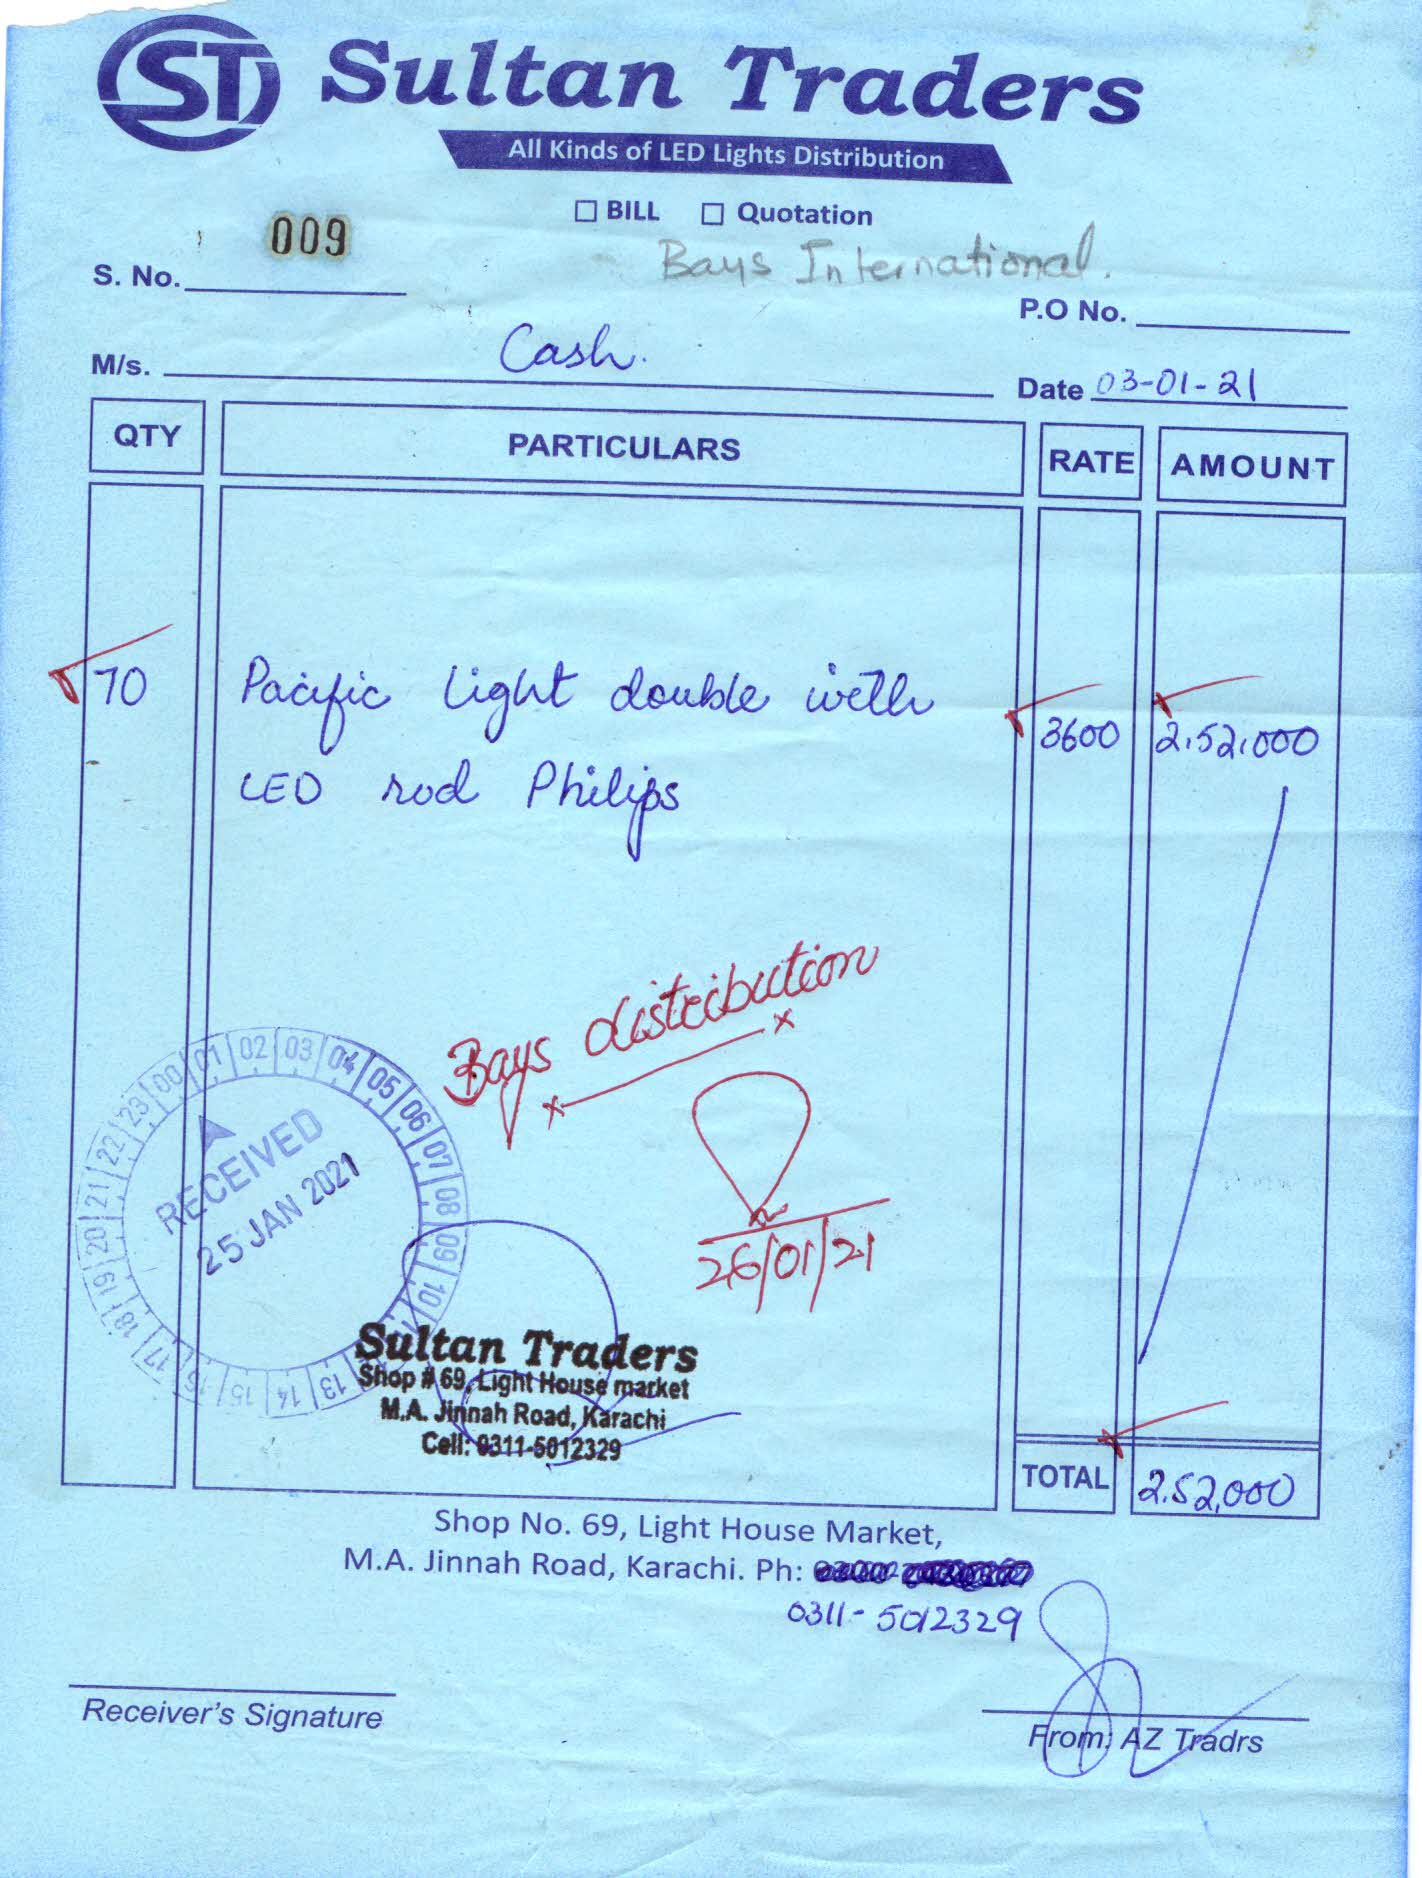 ST Sultan Traders
All Kinds of LED Lights Distribution
BILL Quotation
009
Bays International.
S. No.
P.O No.
M/s. Cash.
Date 03-01-21
QTY PARTICULARS RATE AMOUNT
70 Pacific Light double with 3600 2,52,000
LED rod Philips
Bays distribution
26/01/21
00 01 02 03 04 05 06 07 08 09 10 13 14 15 16 17 18 19 20 21 22 23
RECEIVED
25 JAN 2021
Sultan Traders
Shop # 69, Light House market
M.A. Jinnah Road, Karachi
Cell: 0311-5012329
TOTAL 2,52,000
Shop No. 69, Light House Market,
M.A. Jinnah Road, Karachi. Ph:
0311-5012329
Receiver's Signature
From: AZ Tradrs